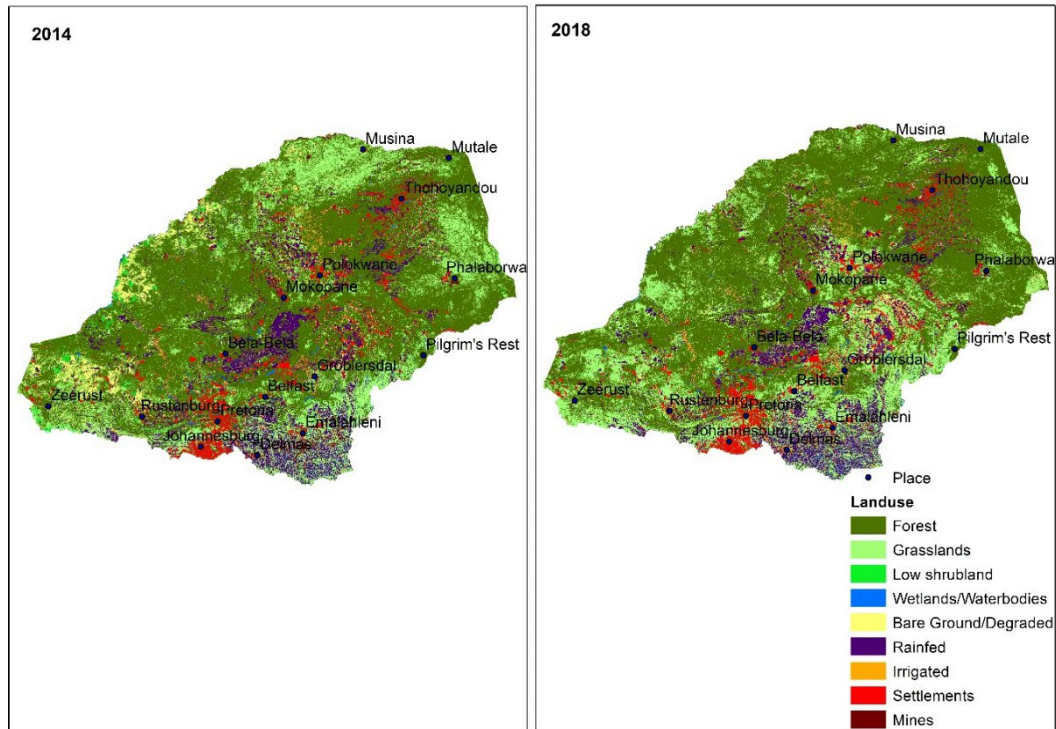 2014
Musina
Mutale
Thohoyandou
Polokwane
Phalaborwa
Mokopane
Bela-Bela
Pilgrim's Rest
Groblersdal
Belfast
Zeerust
Rustenburg
Pretoria
Emalahleni
Johannesburg
Delmas
2018
Musina
Mutale
Thohoyandou
Polokwane
Phalaborwa
Mokopane
Bela-Bela
Pilgrim's Rest
Groblersdal
Belfast
Zeerust
Rustenburg
Pretoria
Emalahleni
Johannesburg
Delmas
Place
Landuse
Forest
Grasslands
Low shrubland
Wetlands/Waterbodies
Bare Ground/Degraded
Rainfed
Irrigated
Settlements
Mines